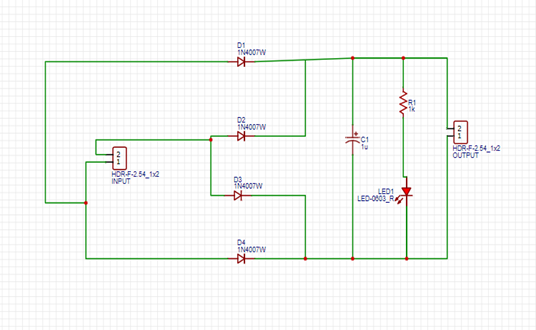 D1
1N4007W
D2
1N4007W
R1
1k
2
1
HDR-F-2.54_1x2
OUTPUT
C1
1u
2
1
HDR-F-2.54_1x2
INPUT
D3
1N4007W
LED1
LED-0603_R
D4
1N4007W